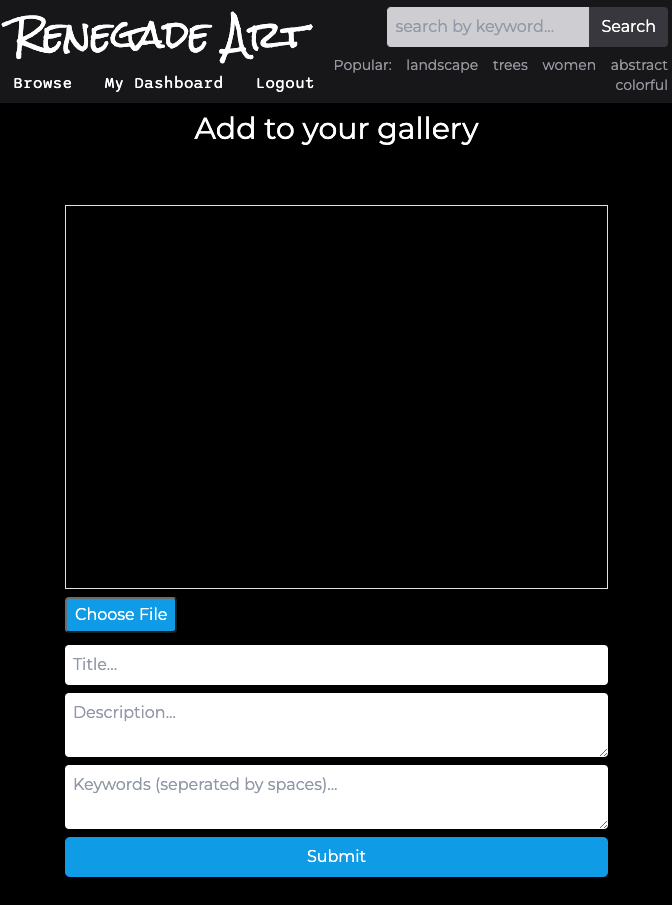 Renegade Art
search by keyword...
Search
Browse
My Dashboard
Logout
Popular: landscape trees women abstract
colorful
Add to your gallery
Choose File
Title...
Description...
Keywords (seperated by spaces)...
Submit